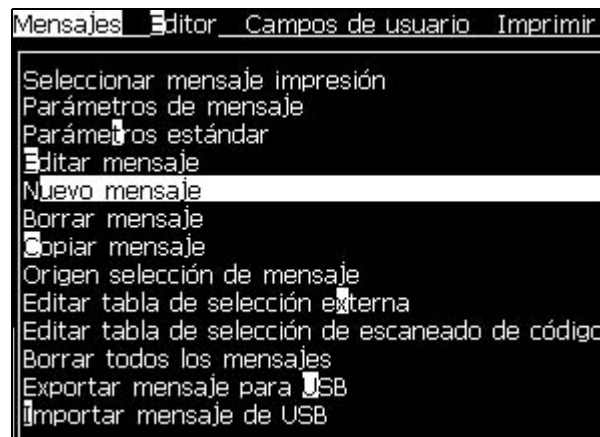 Mensajes Editor Campos de usuario Imprimir
Seleccionar mensaje impresión
Parámetros de mensaje
Parámetros estándar
Editar mensaje
Nuevo mensaje
Borrar mensaje
Copiar mensaje
Origen selección de mensaje
Editar tabla de selección externa
Editar tabla de selección de escaneado de código
Borrar todos los mensajes
Exportar mensaje para USB
Importar mensaje de USB